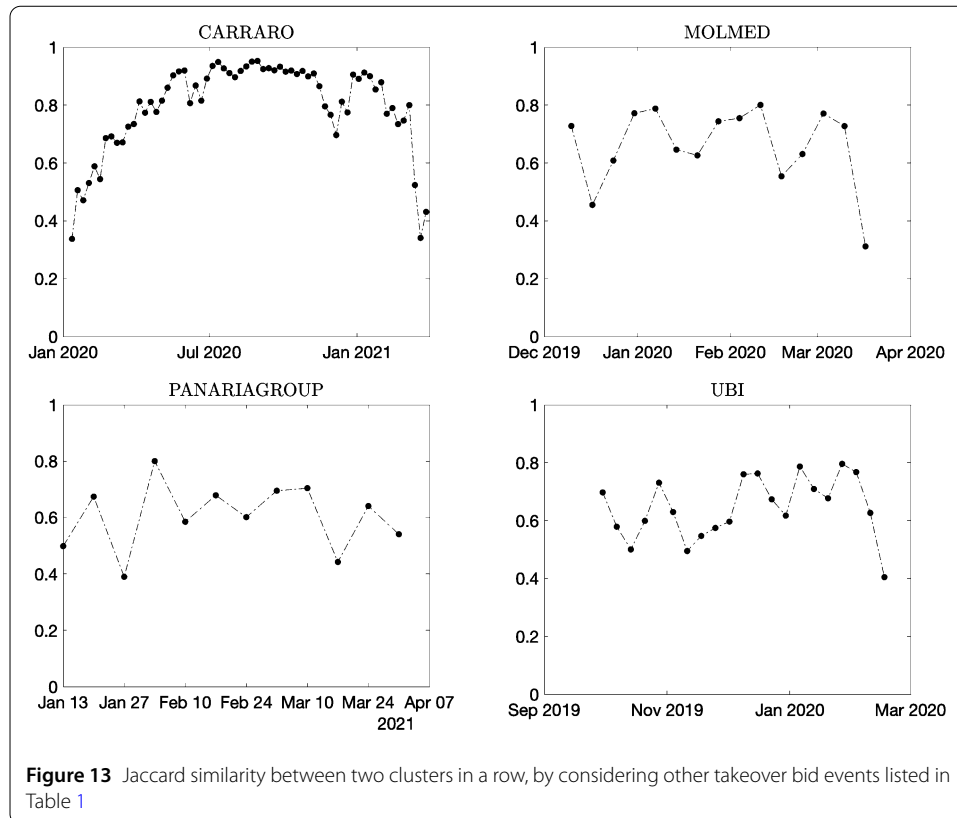 CARRARO
1
0.8
0.6
0.4
0.2
0
Jan 2020 Jul 2020 Jan 2021
MOLMED
1
0.8
0.6
0.4
0.2
0
Dec 2019 Jan 2020 Feb 2020 Mar 2020 Apr 2020
PANARIAGROUP
1
0.8
0.6
0.4
0.2
0
Jan 13 Jan 27 Feb 10 Feb 24 Mar 10 Mar 24 Apr 07
2021
UBI
1
0.8
0.6
0.4
0.2
0
Sep 2019 Nov 2019 Jan 2020 Mar 2020
Figure 13 Jaccard similarity between two clusters in a row, by considering other takeover bid events listed in
Table 1